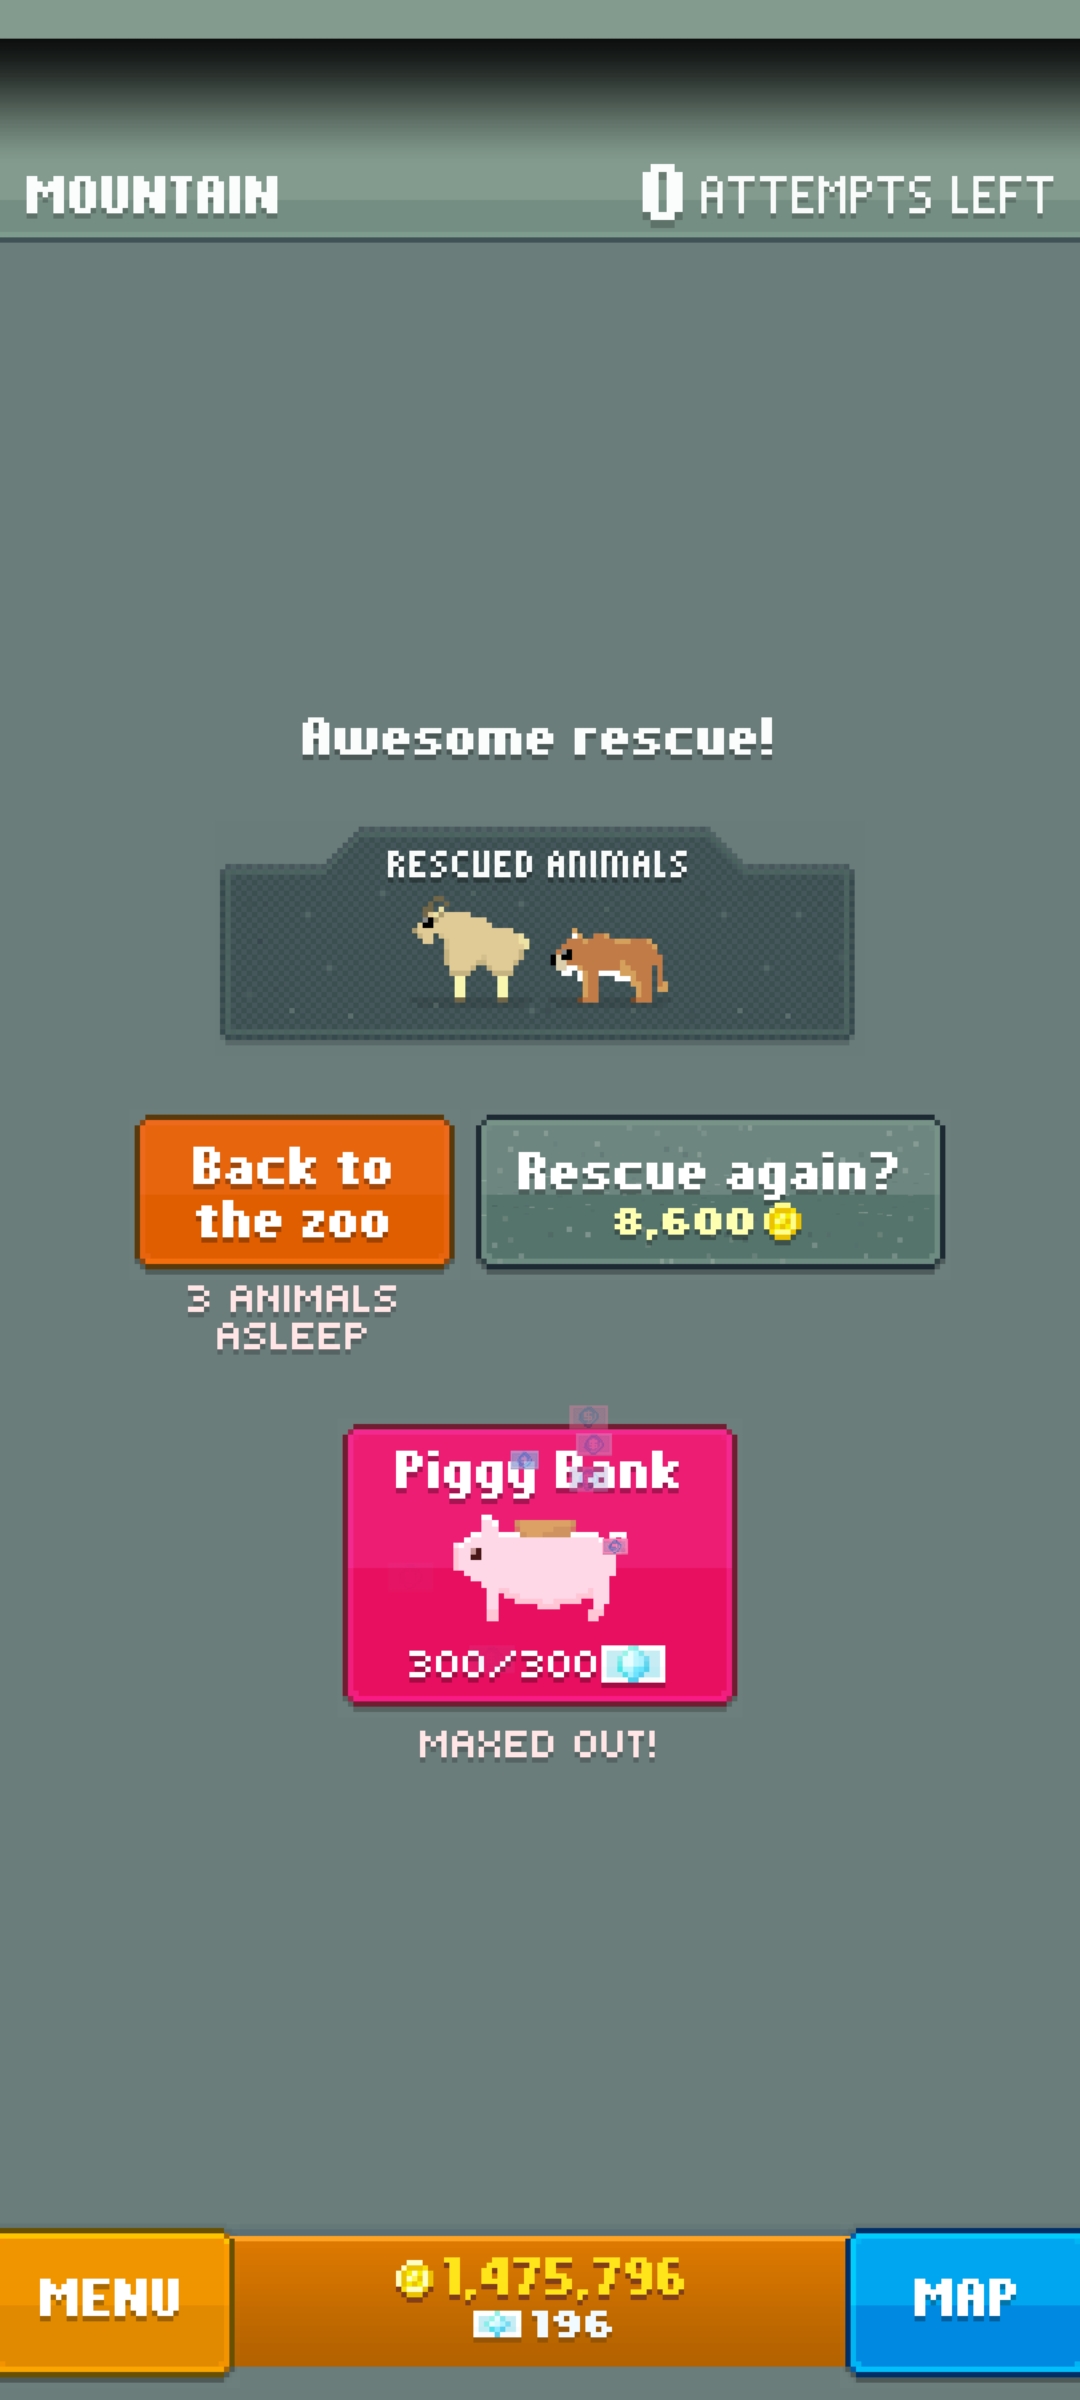 MOUNTAIN
0 ATTEMPTS LEFT
Awesome rescue!
RESCUED ANIMALS
Back to
the zoo
Rescue again?
8,600
3 ANIMALS
ASLEEP
Piggy Bank
300/300
MAXED OUT!
MENU
1,475,796
196
MAP